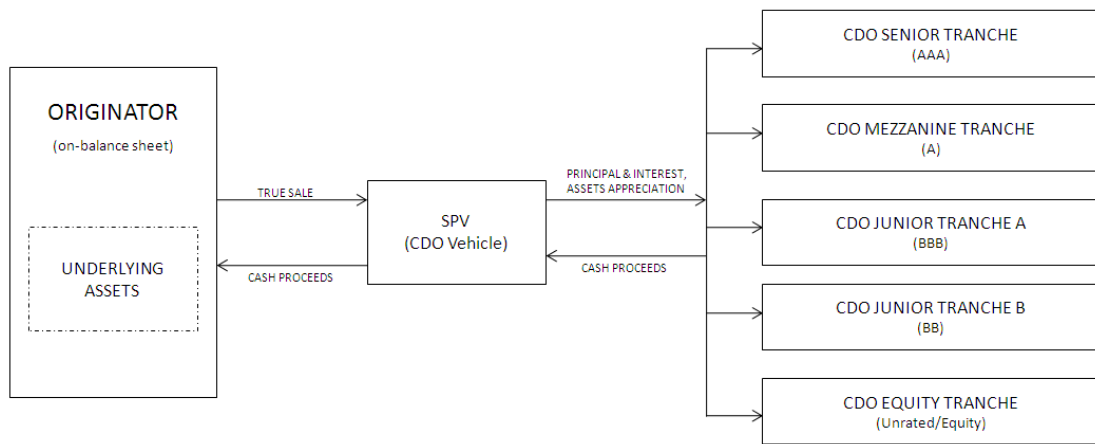 ORIGINATOR
(on-balance sheet)
UNDERLYING
ASSETS
TRUE SALE
CASH PROCEEDS
SPV
(CDO Vehicle)
PRINCIPAL & INTEREST,
ASSETS APPRECIATION
CASH PROCEEDS
CDO SENIOR TRANCHE
(AAA)
CDO MEZZANINE TRANCHE
(A)
CDO JUNIOR TRANCHE A
(BBB)
CDO JUNIOR TRANCHE B
(BB)
CDO EQUITY TRANCHE
(Unrated/Equity)